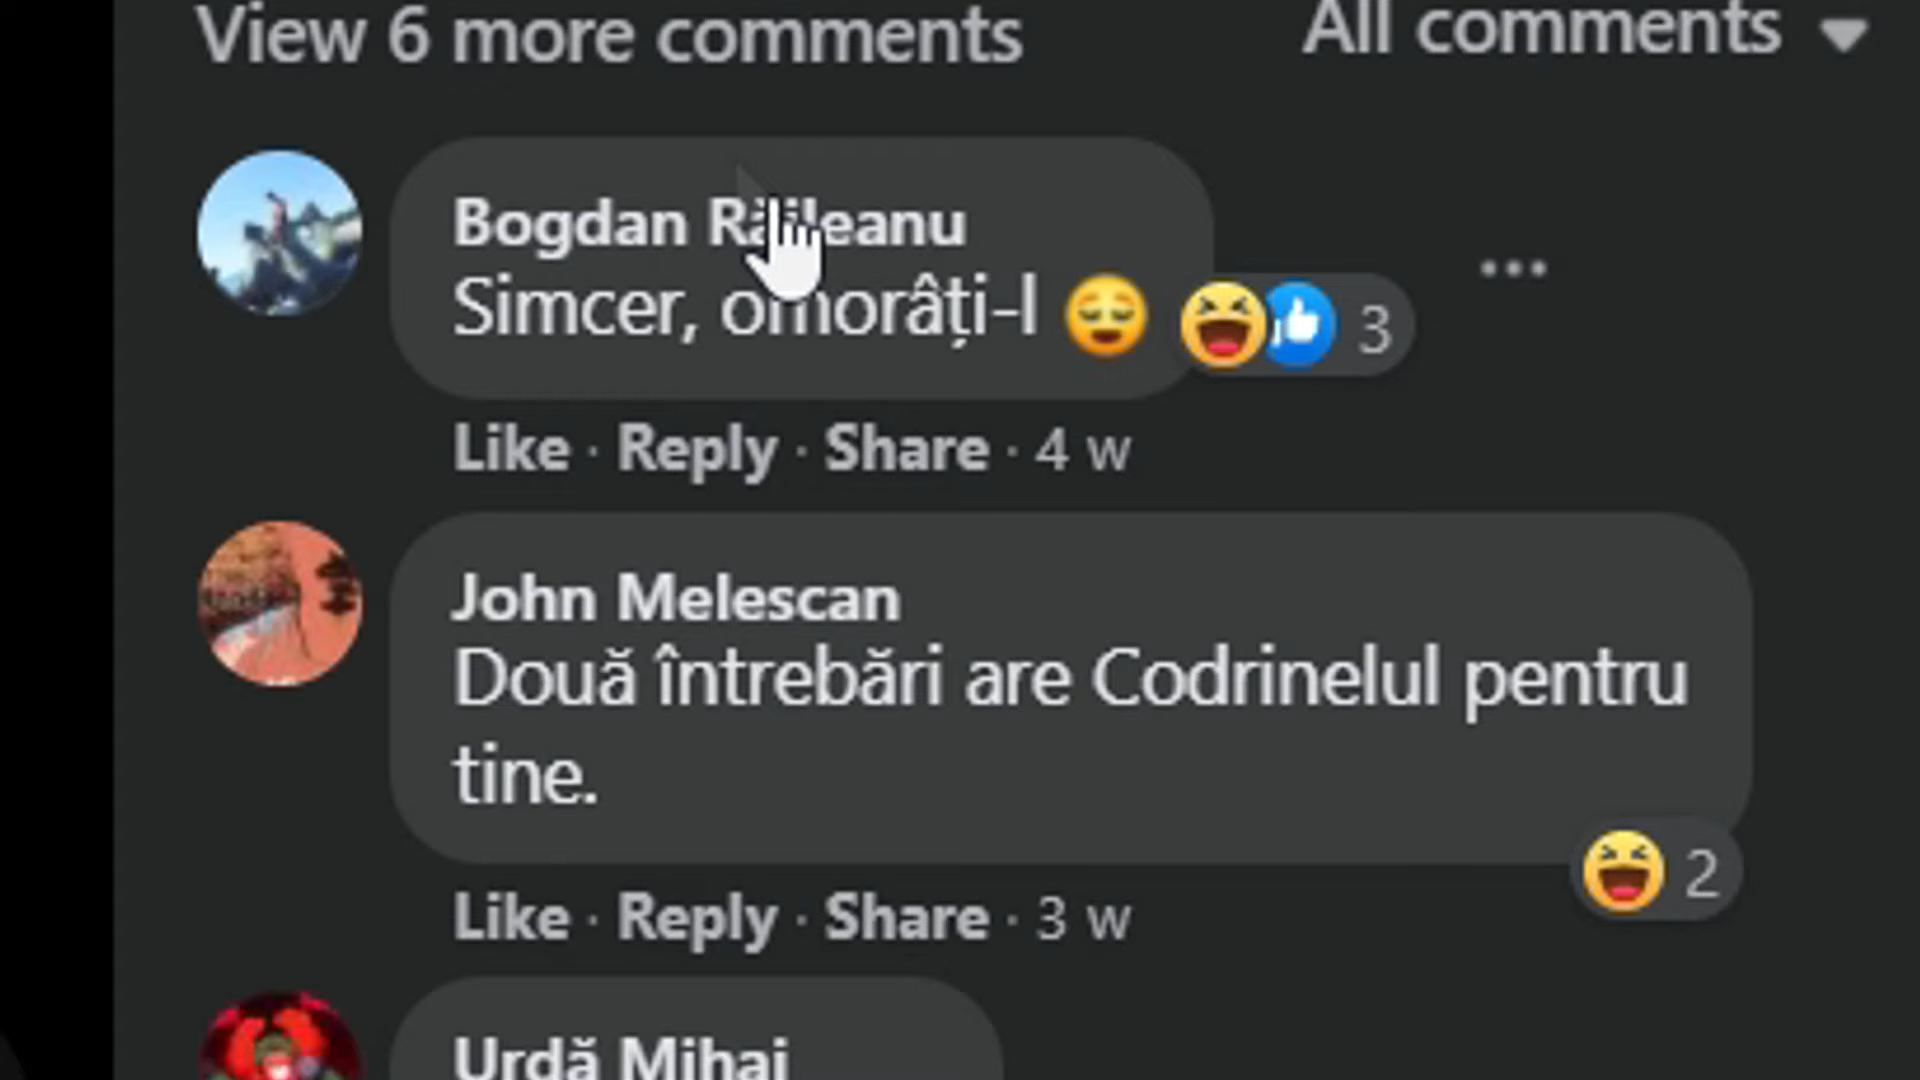 View 6 more comments
All comments
Bogdan Răileanu
Simcer, omorâți-l
3
Like · Reply · Share · 4 w
John Melescan
Două întrebări are Codrinelul pentru
tine.
2
Like · Reply · Share · 3 w
Urdă Mihai